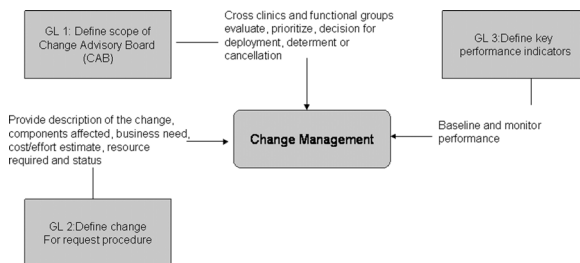 GL 1: Define scope of
Change Advisory Board
(CAB)
Cross clinics and functional groups
evaluate, prioritize, decision for
deployment, determent or
cancellation
GL 3:Define key
performance indicators
Provide description of the change,
components affected, business need,
cost/effort estimate, resource
required and status
Change Management
Baseline and monitor
performance
GL 2:Define change
For request procedure